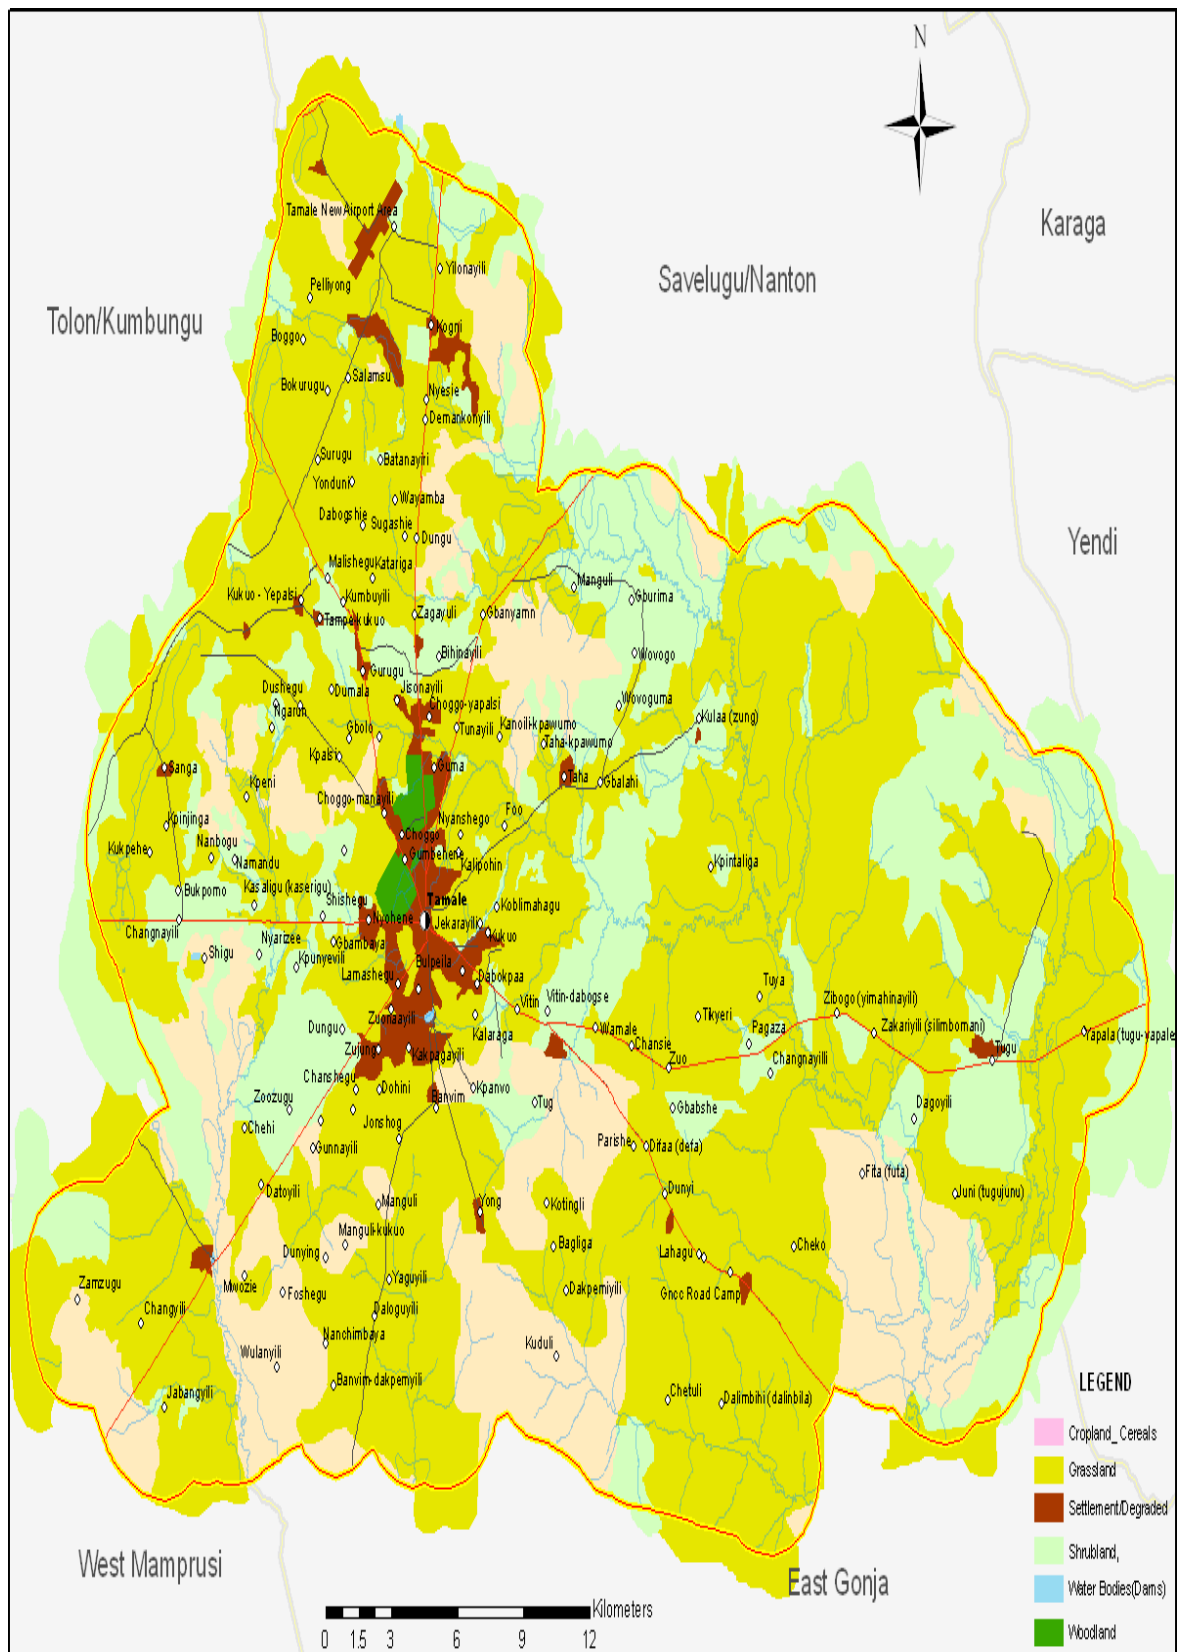 N
Karaga
Savelugu/Nanton
Tolon/Kumbungu
Yendi
Tamale New Airport Area
Yilonayili
Pelliyong
Kogni
Boggo
Salamsu
Bokurugu
Nyesie
Demankonyili
Surugu
Batanayiri
Yonduni
Wayamba
Dabogshie
Sugashie
Dungu
Malishegu
Katariga
Manguli
Gburima
Kukuo - Yepalsi
Kumbuyili
Tampe-kukuo
Zagayuli
Gbanyamn
Bihinayili
Wovogo
Gurugu
Dushegu
Dumala
Jisonayili
Choggo-yapalsi
Wovoguma
Kulaa (zung)
Ngarun
Gbolo
Tunayili
Kanoili-kpawumo
Taha-kpawumo
Kpalsi
Sanga
Guma
Taha
Gbalahi
Kpeni
Choggo-manayili
Foo
Kpinjinga
Nyanshego
Choggo
Kukpehe
Nanbogu
Namandu
Gumbehene
Kalipohin
Kpintaliga
Bukpomo
Kasaligu (kaserigu)
Shishegu
Tamale
Koblimahagu
Nyohene
Jekarayili
Changnayili
Kukuo
Gbambaya
Shigu
Nyarizee
Kpunyevili
Bulpeila
Lamashegu
Dabokpaa
Tuya
Vitin
Vitin-dabogse
Zibogo (yimahinayili)
Zuonaayili
Tikyeri
Dungu
Kalaraga
Wamale
Zakariyili (silimbomani)
Yapala (tugu-yapale
Zujung
Kakpagayili
Chansie
Pagaza
Zuo
Changnayilli
Tugu
Chanshegu
Dohini
Kpanvo
Banvim
Zoozugu
Tug
Gbabshe
Dagoyili
Chehi
Jonshog
Gunnayili
Parishe
Difaa (defa)
Fita (futa)
Datoyili
Dunyi
Juni (tugujunu)
Manguli
Yong
Kotingli
Manguli-kukuo
Dunying
Bagliga
Lahagu
Cheko
Mwozie
Yaguyili
Zamzugu
Foshegu
Dakpemiyili
Gncc Road Camp
Changyili
Daloguyili
Nanchimbaya
Wulanyili
Kuduli
Banvim-dakpemyili
Jabangyili
Chetuli
Dalimbihi (dalinbila)
LEGEND
Cropland_ Cereals
Grassland
Settlement/Degraded
Shrubland,
Water Bodies(Dams)
Woodland
West Mamprusi
East Gonja
Kilometers
0 1.5 3 6 9 12